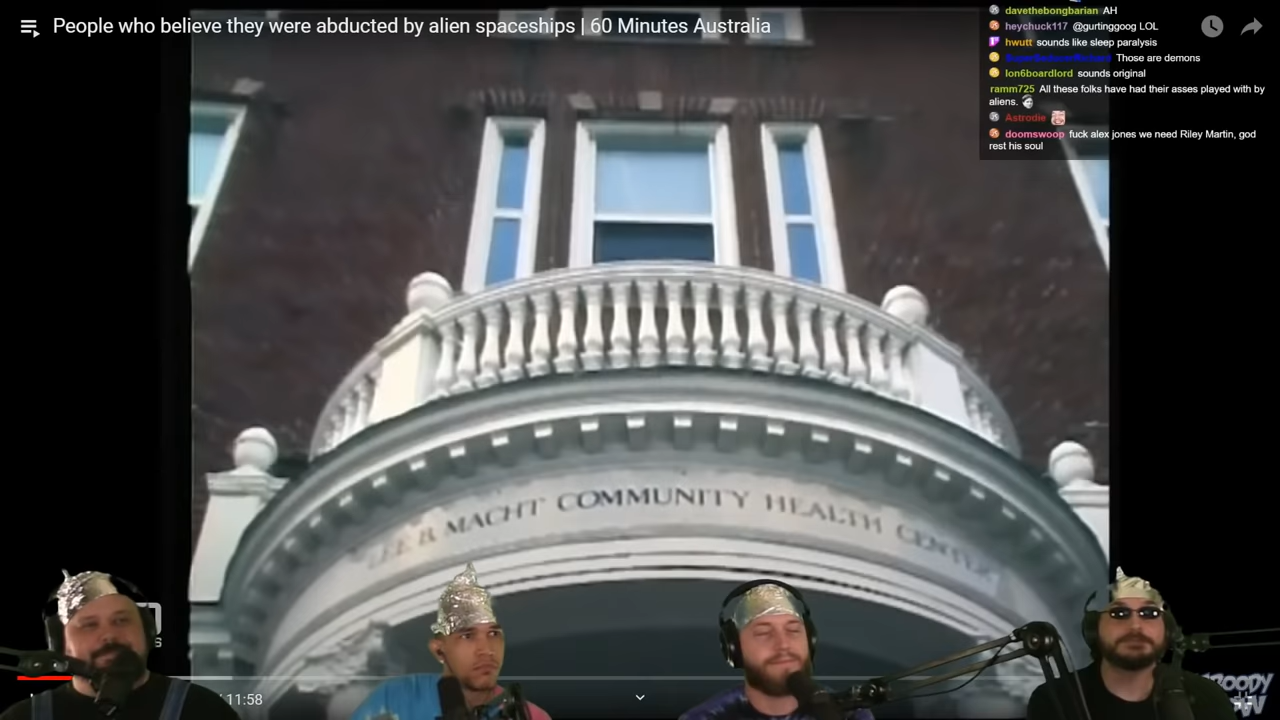 People who believe they were abducted by alien spaceships | 60 Minutes Australia
davethebongbarian AH
heychuck117 @gurtinggoog LOL
hwutt sounds like sleep paralysis
Those are demons
lon6boardlord sounds original
ramm725 All these folks have had their asses played with by
aliens.
Astrodie
doomswoop fuck alex jones we need Riley Martin, god
rest his soul
B MACHT COMMUNITY HEALTH CENTER
/ 11:58